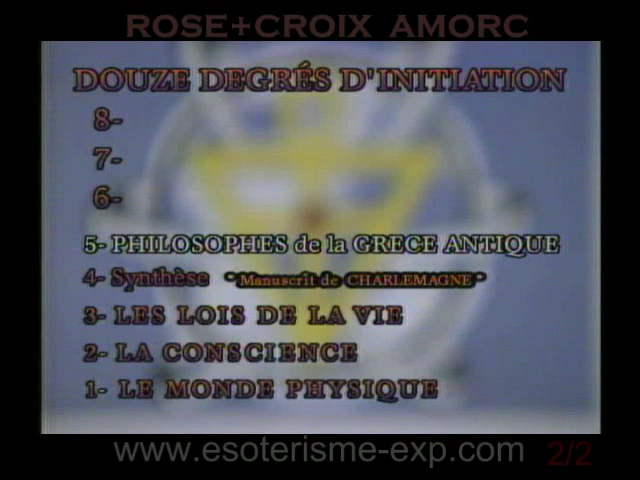 ROSE+CROIX AMORC
DOUZE DEGRÉS D'INITIATION
8-
7-
6-
5- PHILOSOPHES de la GRECE ANTIQUE
4- Synthèse "Manuscrit de CHARLEMAGNE"
3- LES LOIS DE LA VIE
2- LA CONSCIENCE
1- LE MONDE PHYSIQUE
www.esoterisme-exp.com 2/2